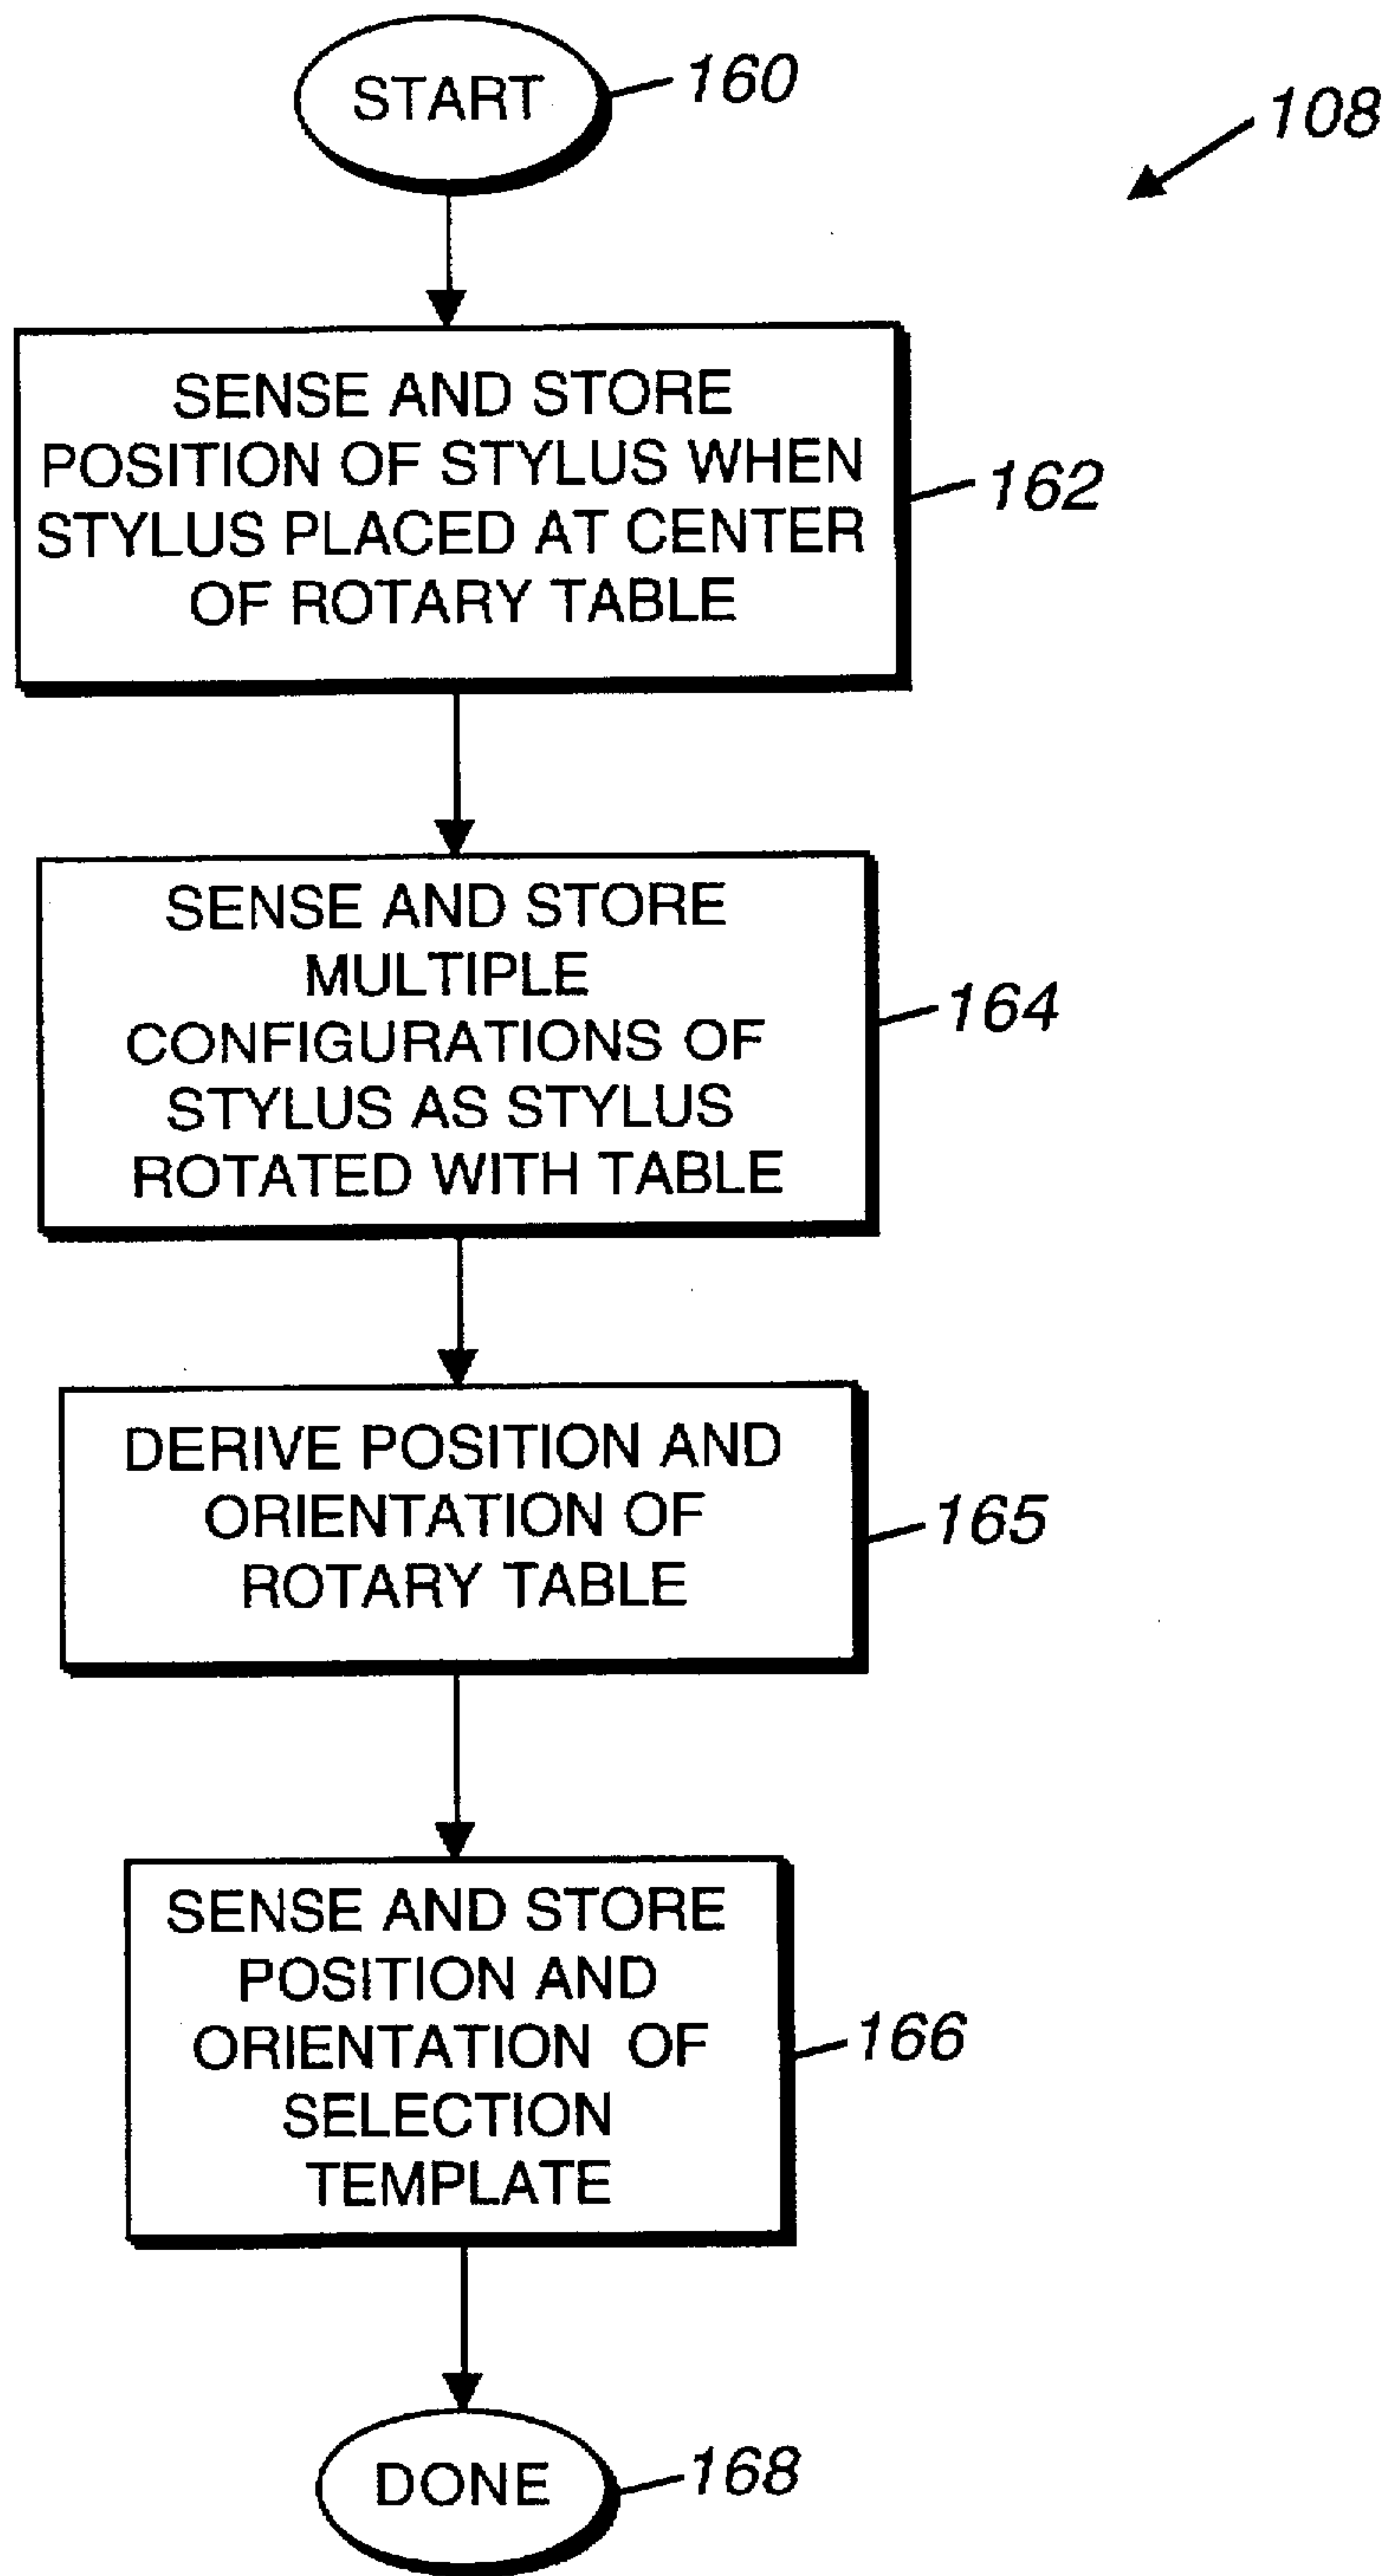 START
160
108
SENSE AND STORE
POSITION OF STYLUS WHEN
STYLUS PLACED AT CENTER
OF ROTARY TABLE
162
SENSE AND STORE
MULTIPLE
CONFIGURATIONS OF
STYLUS AS STYLUS
ROTATED WITH TABLE
164
DERIVE POSITION AND
ORIENTATION OF
ROTARY TABLE
165
SENSE AND STORE
POSITION AND
ORIENTATION OF
SELECTION
TEMPLATE
166
DONE
168